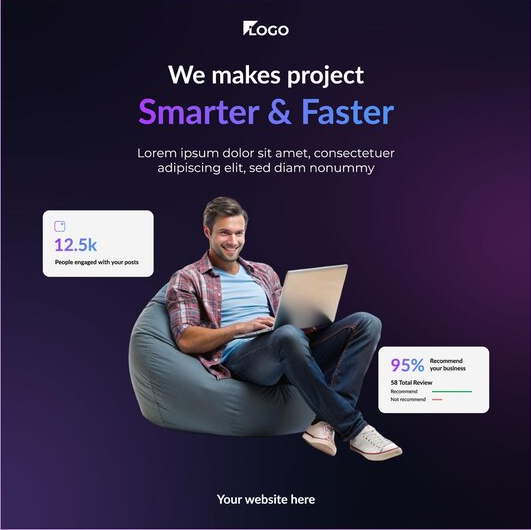 LOGO
We makes project
Smarter & Faster
Lorem ipsum dolor sit amet, consectetuer
adipiscing elit, sed diam nonummy
12.5k
People engaged with your posts
95% Recommend
your business
58 Total Review
Recommend
Not recommend
Your website here